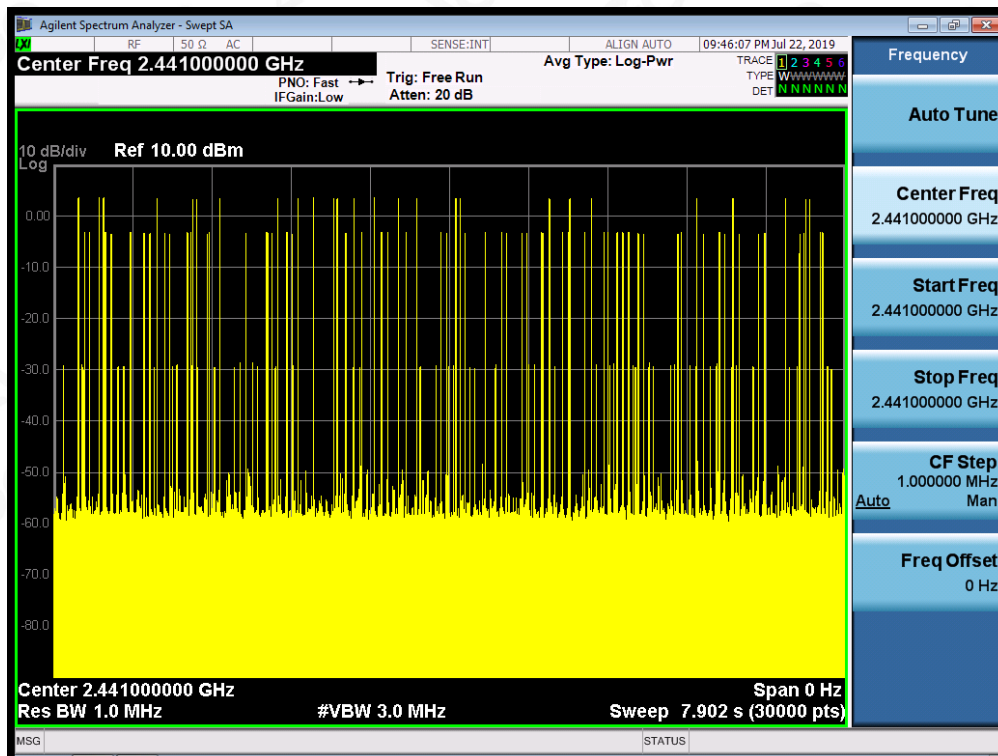 Agilent Spectrum Analyzer - Swept SA
LXI RF 50 Ω AC SENSE:INT ALIGN AUTO 09:46:07 PM Jul 22, 2019
Center Freq 2.441000000 GHz
PNO: Fast
IFGain:Low
Trig: Free Run
Atten: 20 dB
Avg Type: Log-Pwr
TRACE 1 2 3 4 5 6
TYPE WWWWWW
DET N N N N N N
10 dB/div Ref 10.00 dBm
Log
0.00
-10.0
-20.0
-30.0
-40.0
-50.0
-60.0
-70.0
-80.0
Center 2.441000000 GHz Span 0 Hz
Res BW 1.0 MHz #VBW 3.0 MHz Sweep 7.902 s (30000 pts)
MSG STATUS
Frequency
Auto Tune
Center Freq
2.441000000 GHz
Start Freq
2.441000000 GHz
Stop Freq
2.441000000 GHz
CF Step
1.000000 MHz
Auto Man
Freq Offset
0 Hz